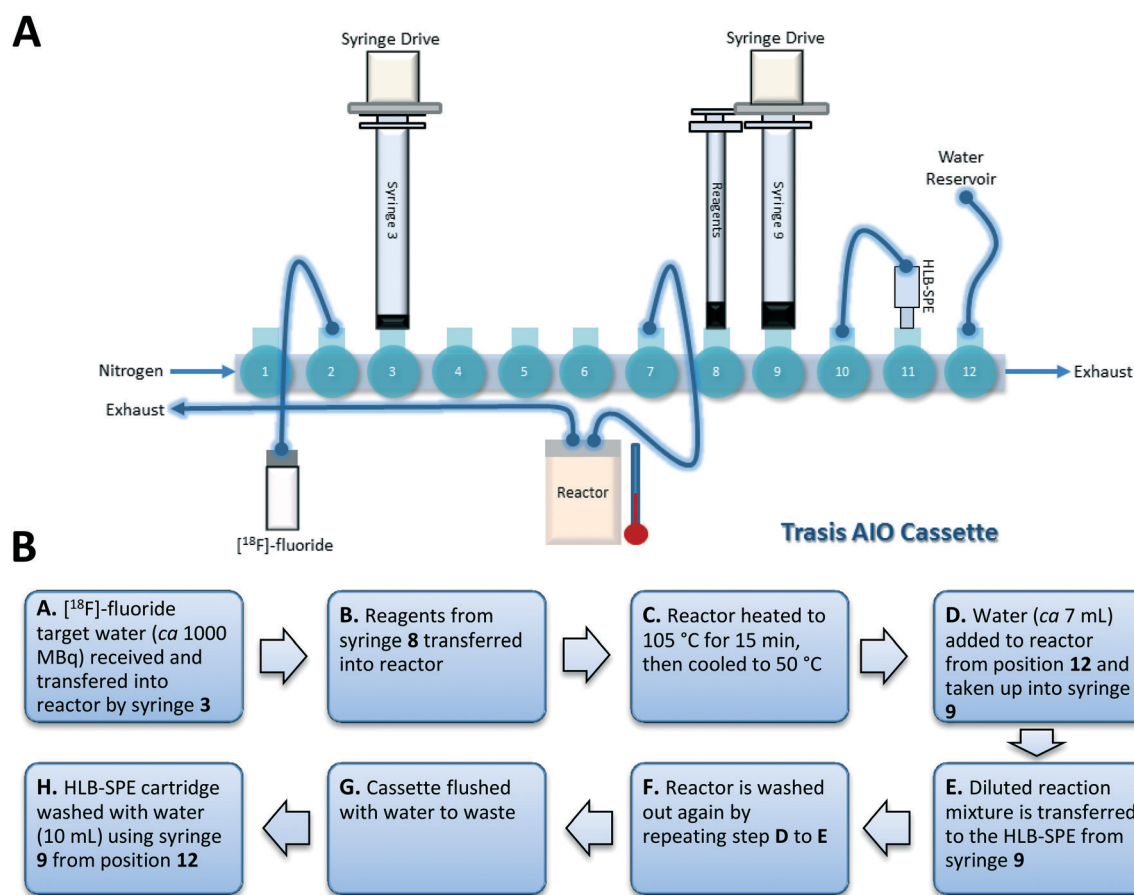 A
Syringe Drive
Syringe Drive
Syringe 3
Reagents
Syringe 9
Water
Reservoir
HLB-SPE
Nitrogen
1
2
3
4
5
6
7
8
9
10
11
12
Exhaust
Exhaust
Reactor
[¹⁸F]-fluoride
Trasis AIO Cassette
B
A. [¹⁸F]-fluoride
target water (ca 1000
MBq) received and
transfered into
reactor by syringe 3
B. Reagents from
syringe 8 transferred
into reactor
C. Reactor heated to
105 °C for 15 min,
then cooled to 50 °C
D. Water (ca 7 mL)
added to reactor
from position 12 and
taken up into syringe
9
E. Diluted reaction
mixture is transferred
to the HLB-SPE from
syringe 9
F. Reactor is washed
out again by
repeating step D to E
G. Cassette flushed
with water to waste
H. HLB-SPE cartridge
washed with water
(10 mL) using syringe
9 from position 12